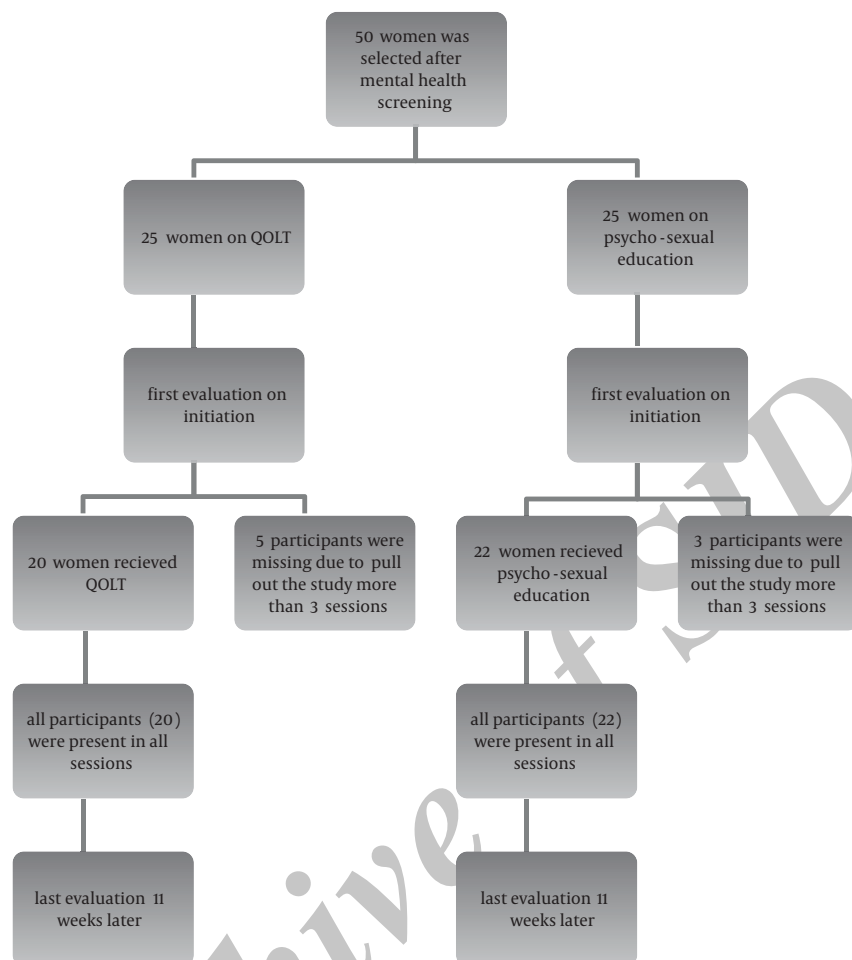 50 women was
selected after
mental health
screening
25 women on QOLT
25 women on
psycho-sexual
education
first evaluation on
initiation
first evaluation on
initiation
20 women recieved
QOLT
5 participants were
missing due to pull
out the study more
than 3 sessions
22 women recieved
psycho-sexual
education
3 participants were
missing due to pull
out the study more
than 3 sessions
all participants (20)
were present in all
sessions
all participants (22)
were present in all
sessions
last evaluation 11
weeks later
last evaluation 11
weeks later
SID